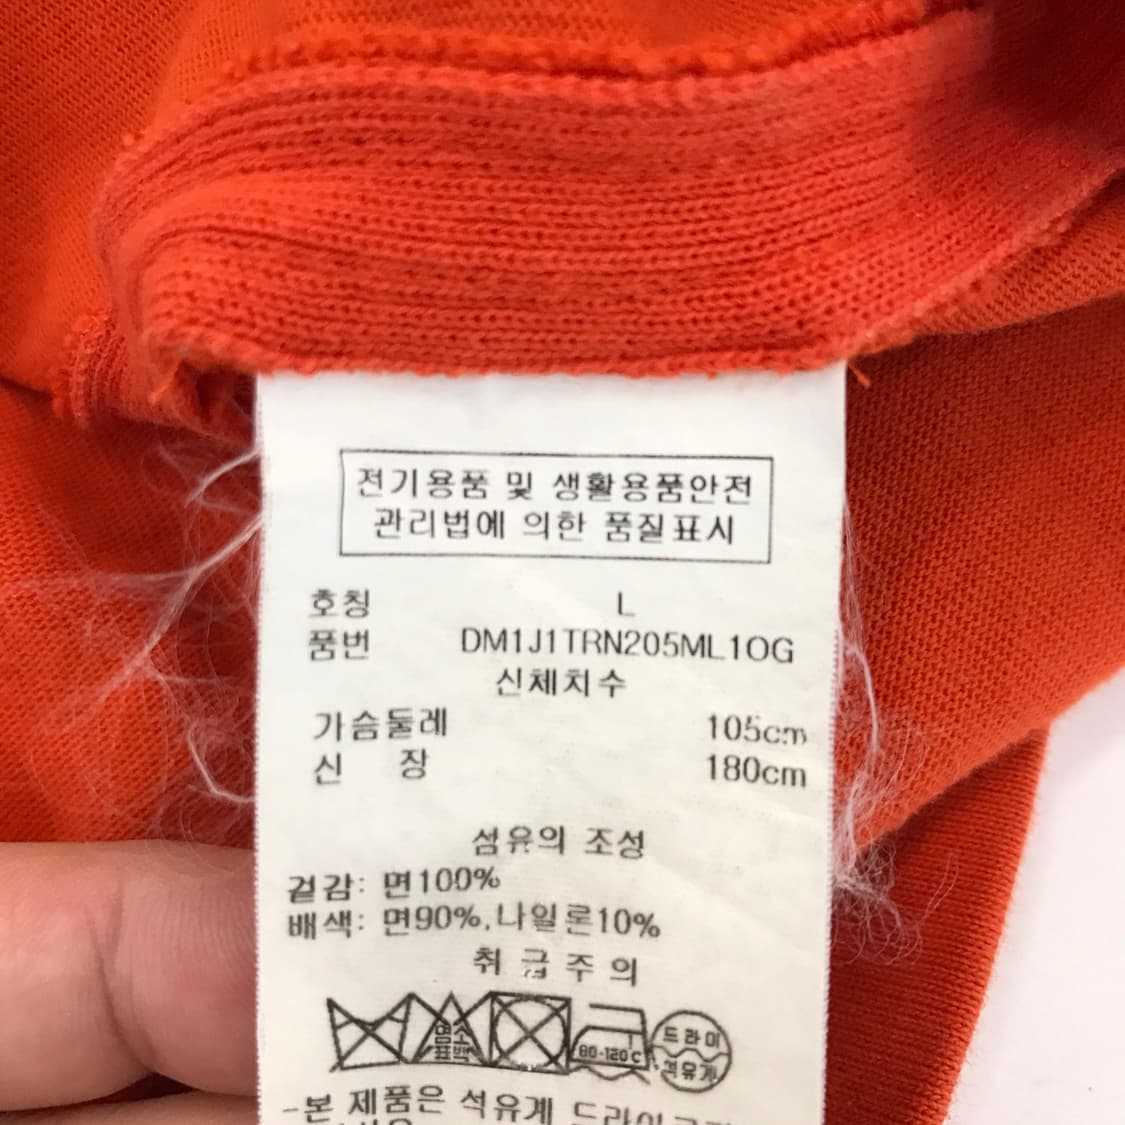 전기용품 및 생활용품안전
관리법에 의한 품질표시
호칭 L
품번 DM1J1TRN205ML1OG
신체치수
가슴둘레 105cm
신 장 180cm
섬유의 조성
겉감: 면100%
배색: 면90%,나일론10%
취 급 주 의
염소
표백
80-120℃
드라이
석유계
-본 제품은 석유계 드라이